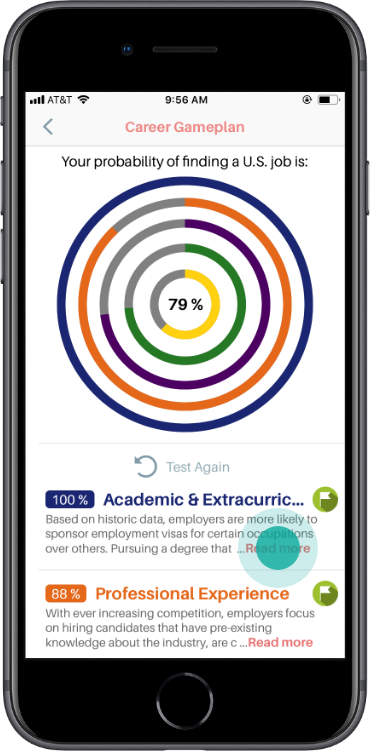 AT&T
9:56 AM
Career Gameplan
Your probability of finding a U.S. job is:
79 %
Test Again
100 % Academic & Extracurric...
Based on historic data, employers are more likely to
sponsor employment visas for certain occupations
over others. Pursuing a degree that ...Read more
88 % Professional Experience
With ever increasing competition, employers focus
on hiring candidates that have pre-existing
knowledge about the industry, are c ...Read more